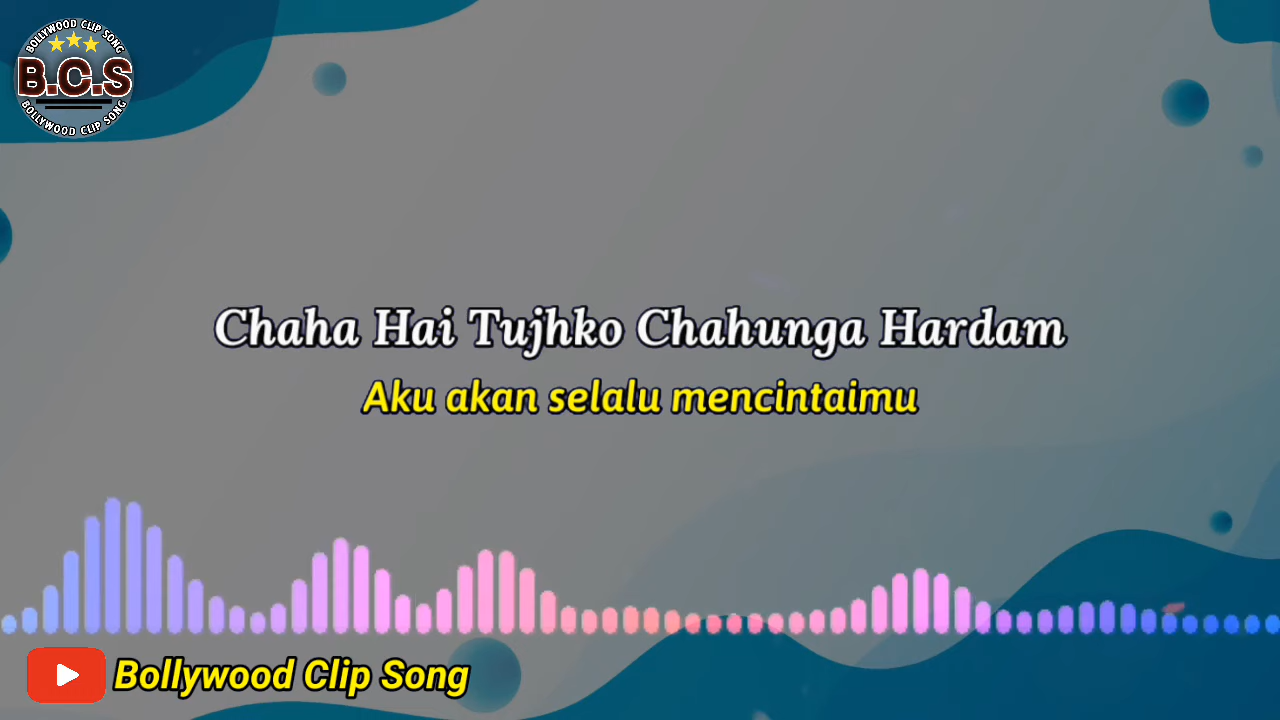 BOLLYWOOD CLIP SONG
B.C.S
BOLLYWOOD CLIP SONG
Chaha Hai Tujhko Chahunga Hardam
Aku akan selalu mencintaimu
Bollywood Clip Song